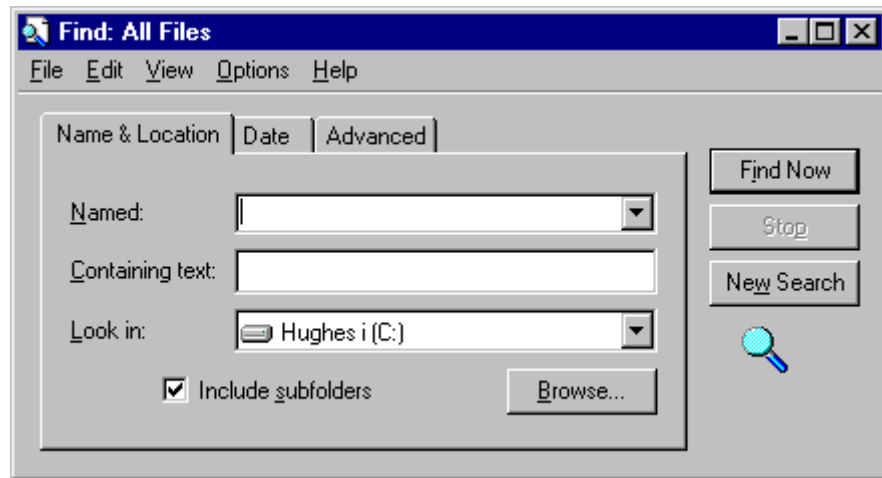 Find: All Files
File Edit View Options Help
Name & Location Date Advanced
Find Now
Named:
Stop
Containing text:
New Search
Look in: Hughes i (C:)
Include subfolders Browse...